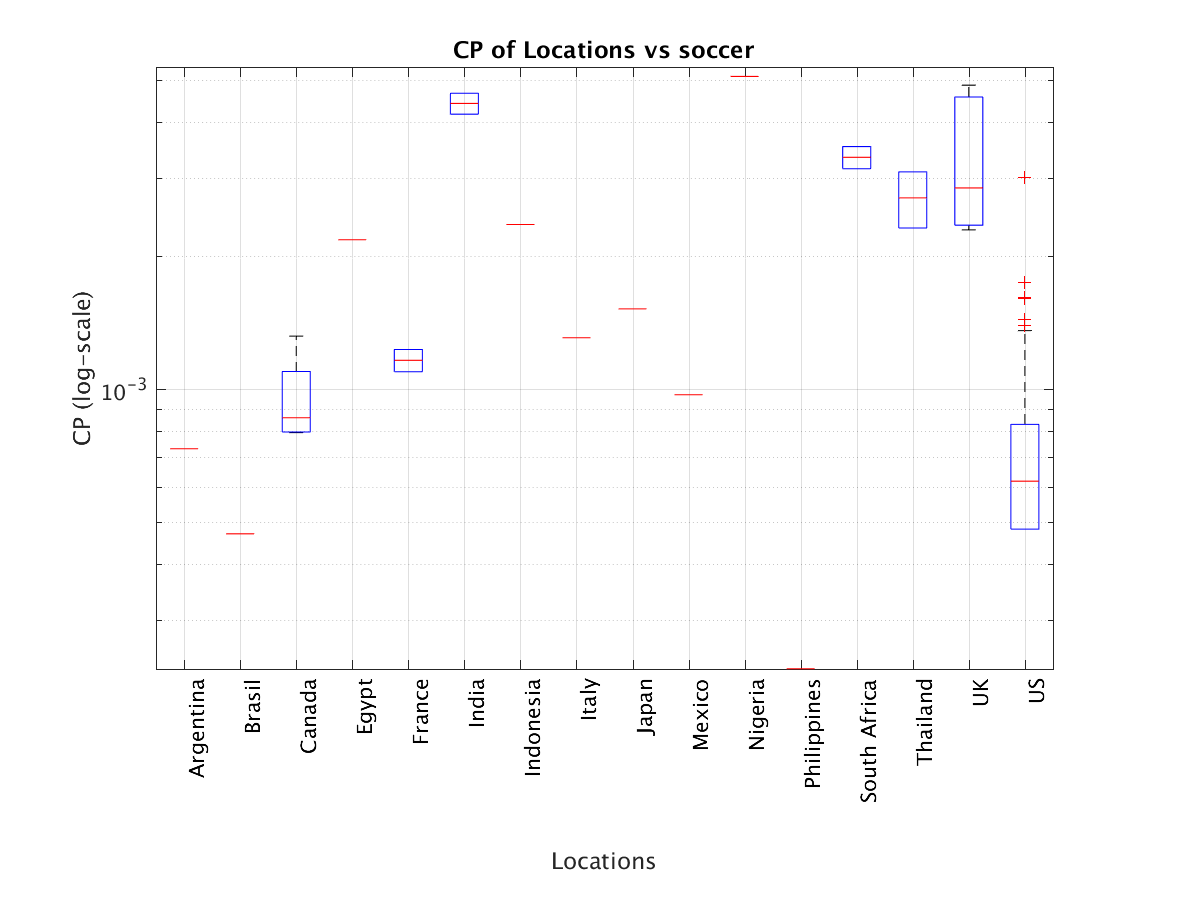 CP of Locations vs soccer
CP (log-scale)
10^-3
Argentina
Brasil
Canada
Egypt
France
India
Indonesia
Italy
Japan
Mexico
Nigeria
Philippines
South Africa
Thailand
UK
US
Locations